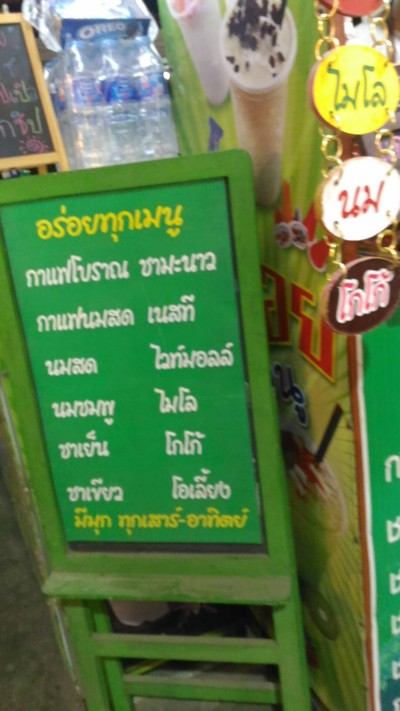 OREO
ไมโล
นม
โกโก้
อร่อยทุกเมนู
กาแฟโบราณ ชามะนาว
กาแฟนมสด เนสที
นมสด ไวท์มอลล์
นมชมพู ไมโล
ชาเย็น โกโก้
ชาเขียว โอเลี้ยง
มีมุก ทุกเสาร์-อาทิตย์